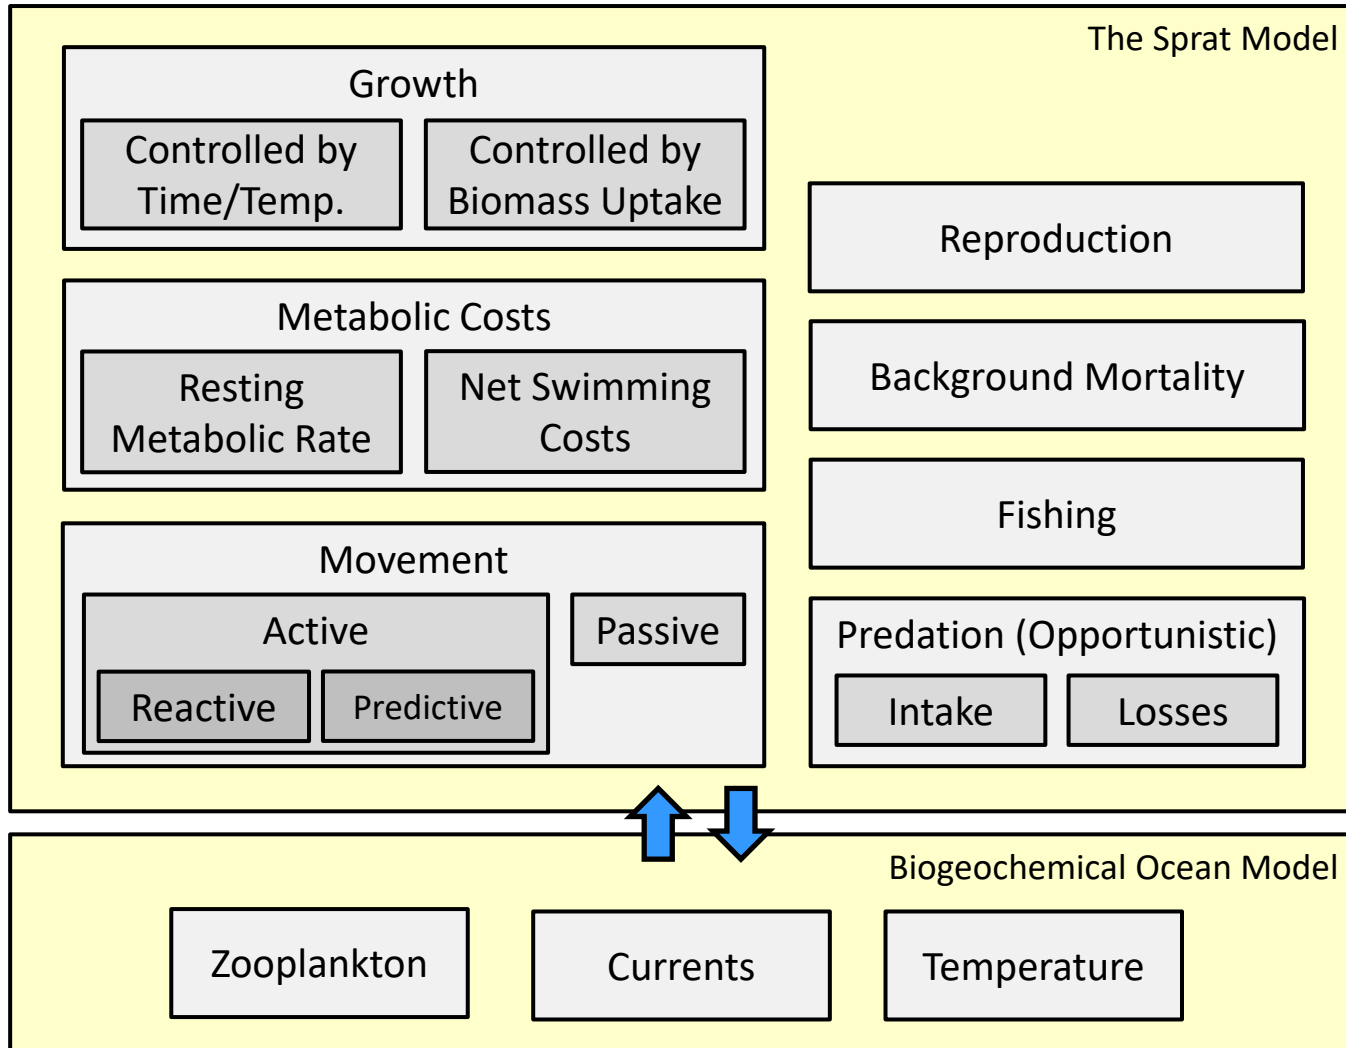 The Sprat Model
Growth
Controlled by
Time/Temp.
Controlled by
Biomass Uptake
Metabolic Costs
Resting
Metabolic Rate
Net Swimming
Costs
Movement
Active
Reactive
Predictive
Passive
Reproduction
Background Mortality
Fishing
Predation (Opportunistic)
Intake
Losses
Biogeochemical Ocean Model
Zooplankton
Currents
Temperature